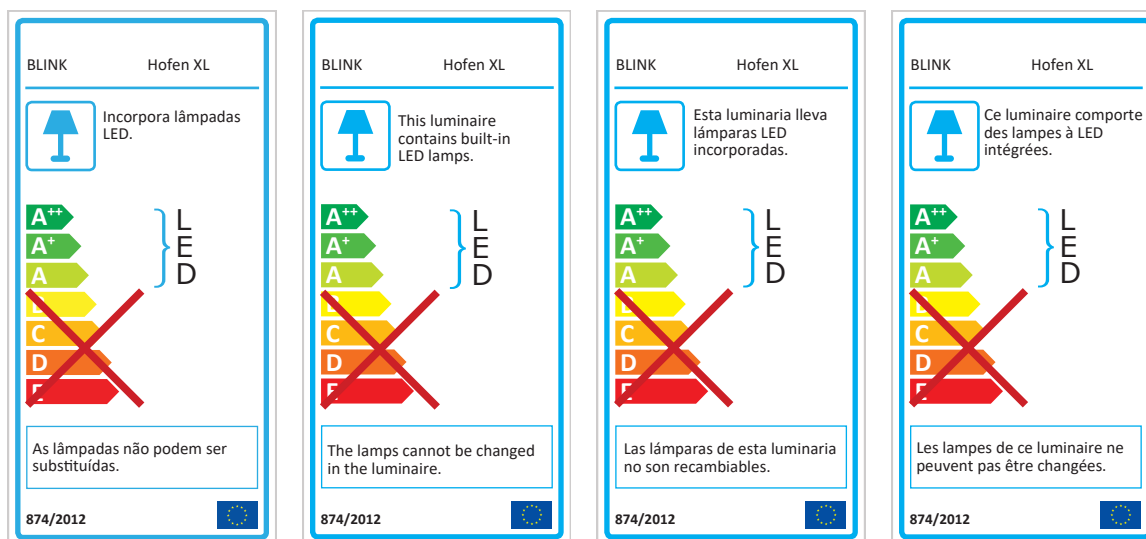 BLINK Hofen XL
Incorpora lâmpadas
LED.
A++
A+
A
C
D
E
L
E
D
As lâmpadas não podem ser
substituídas.
874/2012
BLINK Hofen XL
This luminaire
contains built-in
LED lamps.
A++
A+
A
C
D
E
L
E
D
The lamps cannot be changed
in the luminaire.
874/2012
BLINK Hofen XL
Esta luminaria lleva
lámparas LED
incorporadas.
A++
A+
A
C
D
E
L
E
D
Las lámparas de esta luminaria
no son recambiables.
874/2012
BLINK Hofen XL
Ce luminaire comporte
des lampes à LED
intégrées.
A++
A+
A
C
D
E
L
E
D
Les lampes de ce luminaire ne
peuvent pas être changées.
874/2012